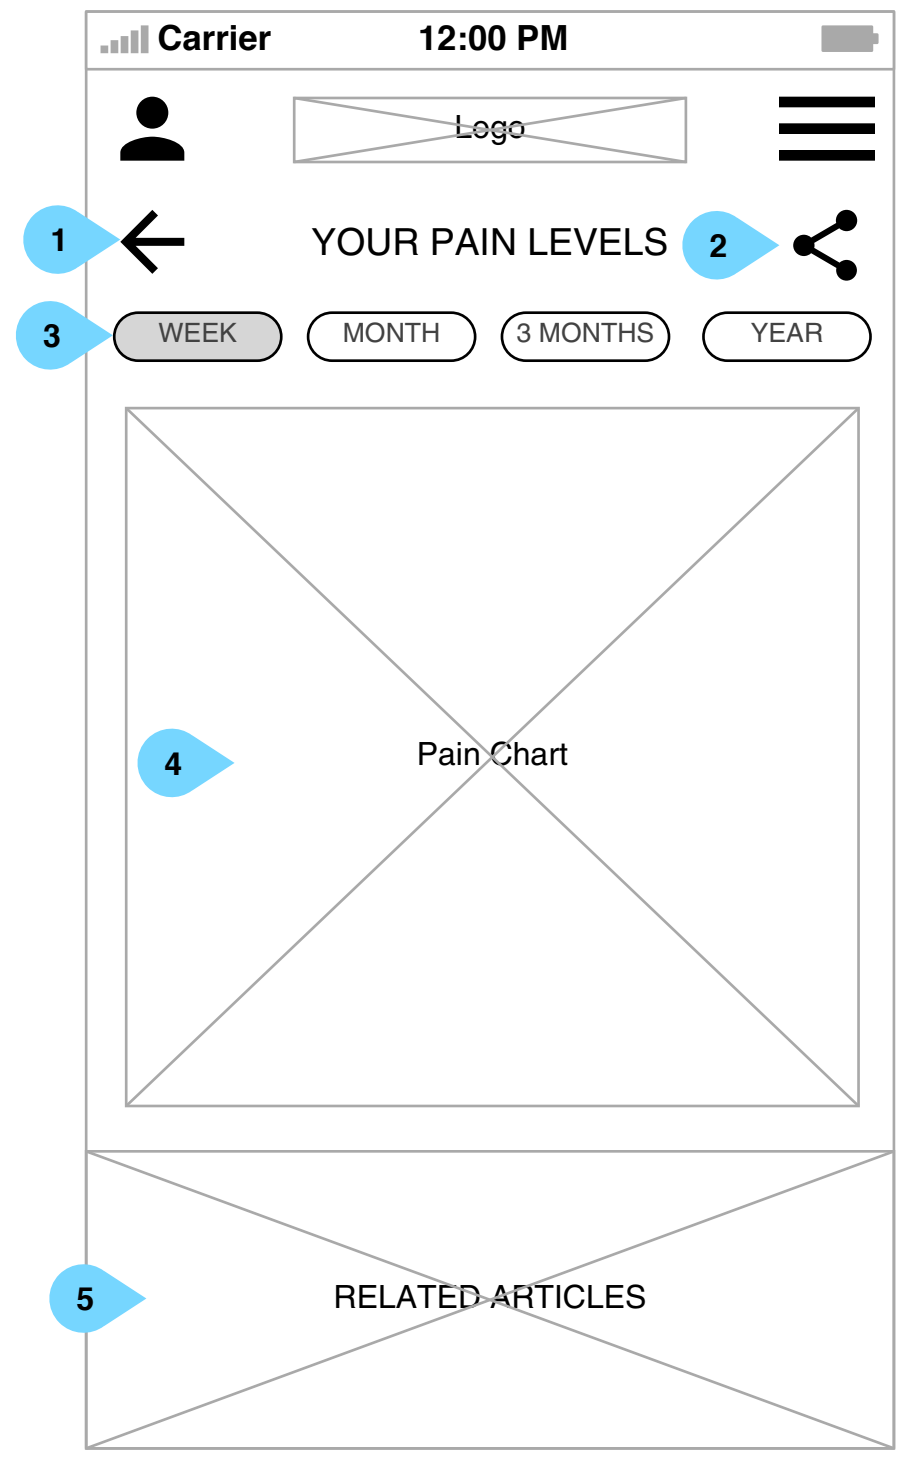 Carrier 12:00 PM
Logo
1 YOUR PAIN LEVELS 2
3 WEEK MONTH 3 MONTHS YEAR
4 Pain Chart
5 RELATED ARTICLES